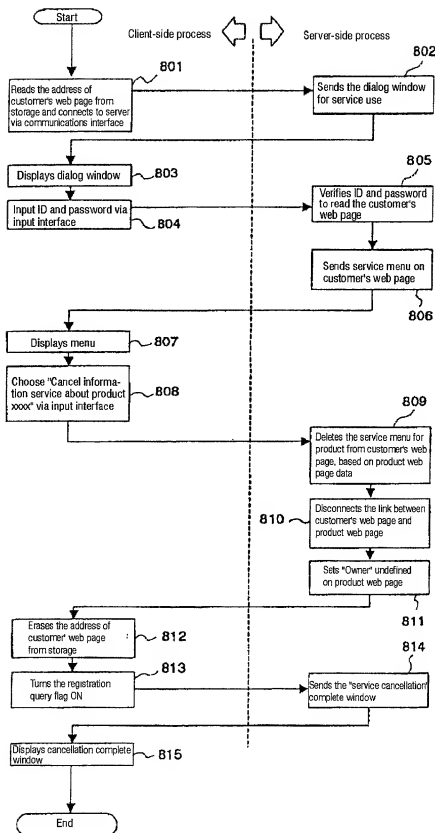 Start
Client-side process
Server-side process
801
Reads the address of
customer's web page from
storage and connects to server
via communications interface
802
Sends the dialog window
for service use
Displays dialog window
803
Input ID and password via
input interface
804
805
Verifies ID and password
to read the customer's
web page
Sends service menu on
customer's web page
806
Displays menu
807
Choose "Cancel informa-
tion service about product
xxxx" via input interface
808
809
Deletes the service menu for
product from customer's web
page, based on product web
page data
810
Disconnects the link between
customer's web page and
product web page
Sets "Owner" undefined
on product web page
811
Erases the address of
customer' web page
from storage
812
813
Turns the registration
query flag ON
814
Sends the "service cancellation"
complete window
Displays cancellation complete
window
815
End